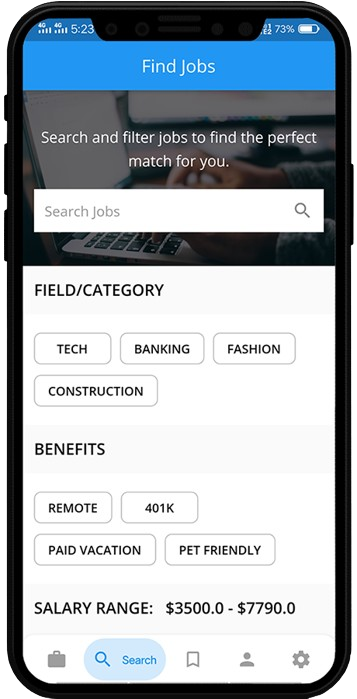 4G 4G 5:23 73%
Find Jobs
Search and filter jobs to find the perfect
match for you.
Search Jobs
FIELD/CATEGORY
TECH BANKING FASHION
CONSTRUCTION
BENEFITS
REMOTE 401K
PAID VACATION PET FRIENDLY
SALARY RANGE: $3500.0 - $7790.0
Search